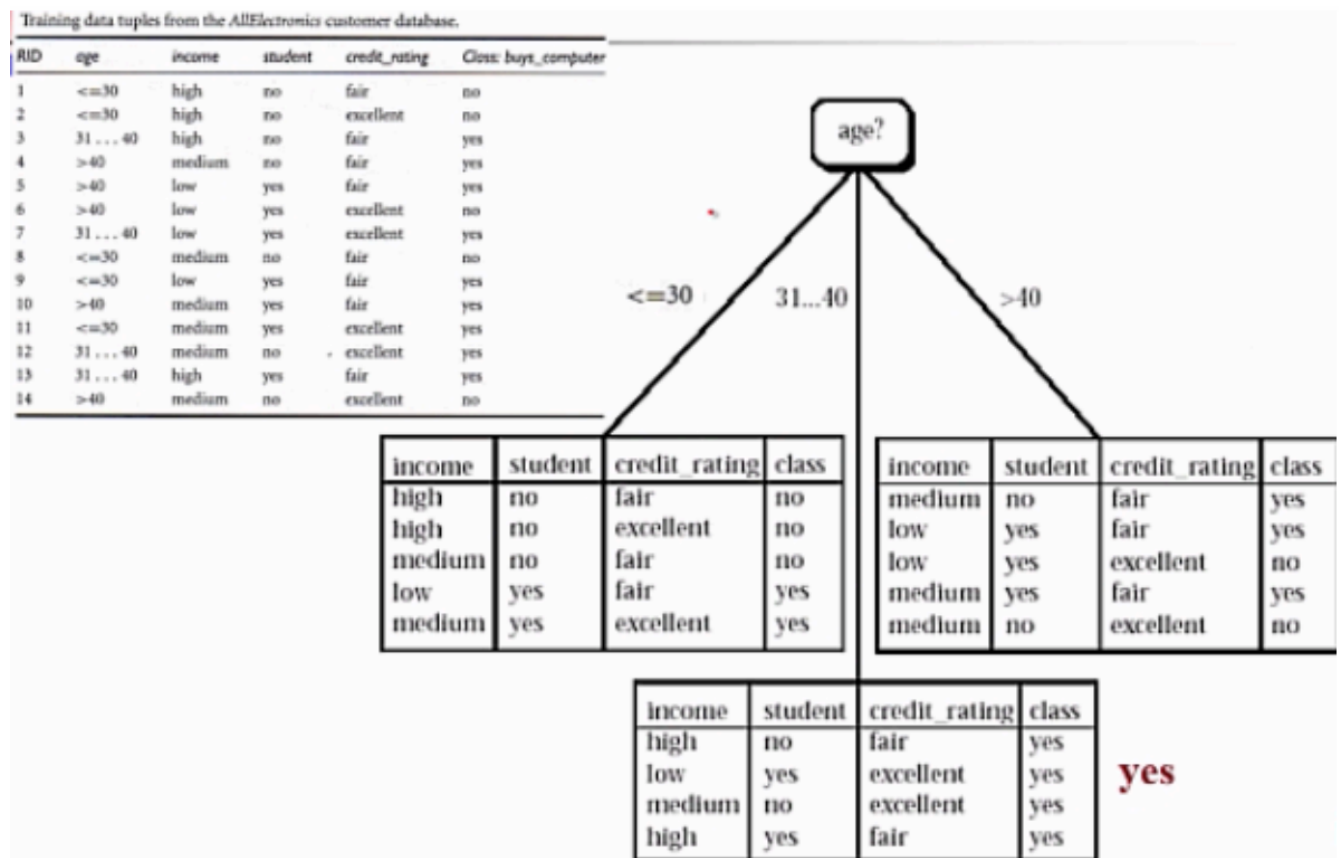 Training data tuples from the AllElectronics customer database.
RID age income student credit_rating Class: buys_computer
1 <=30 high no fair no
2 <=30 high no excellent no
3 31...40 high no fair yes
4 >40 medium no fair yes
5 >40 low yes fair yes
6 >40 low yes excellent no
7 31...40 low yes excellent yes
8 <=30 medium no fair no
9 <=30 low yes fair yes
10 >40 medium yes fair yes
11 <=30 medium yes excellent yes
12 31...40 medium no excellent yes
13 31...40 high yes fair yes
14 >40 medium no excellent no
age?
<=30 31...40 >40
income student credit_rating class
high no fair no
high no excellent no
medium no fair no
low yes fair yes
medium yes excellent yes
income student credit_rating class
medium no fair yes
low yes fair yes
low yes excellent no
medium yes fair yes
medium no excellent no
income student credit_rating class
high no fair yes
low yes excellent yes
medium no excellent yes
high yes fair yes
yes